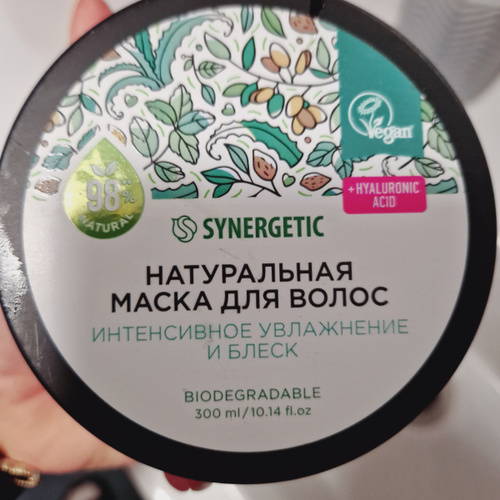 Vegan
98%
NATURAL
+HYALURONIC
ACID
SYNERGETIC
НАТУРАЛЬНАЯ
МАСКА ДЛЯ ВОЛОС
ИНТЕНСИВНОЕ УВЛАЖНЕНИЕ
И БЛЕСК
BIODEGRADABLE
300 ml/10.14 fl.oz